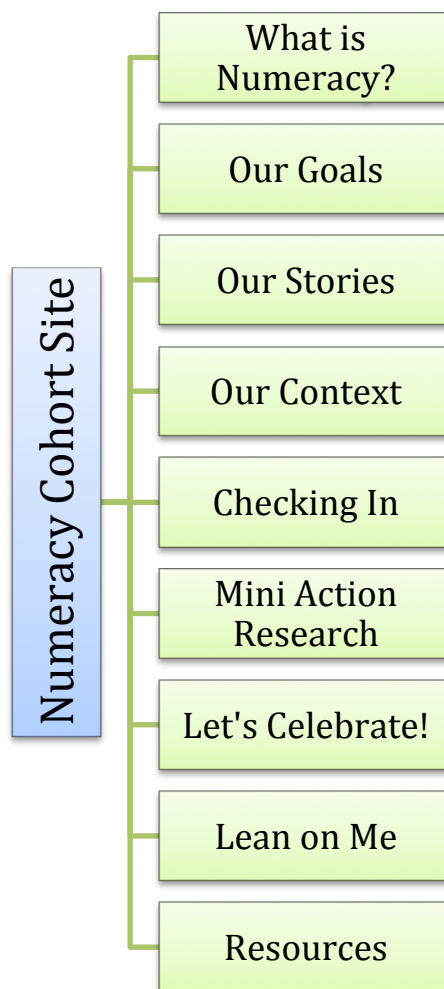 Numeracy Cohort Site
What is
Numeracy?
Our Goals
Our Stories
Our Context
Checking In
Mini Action
Research
Let's Celebrate!
Lean on Me
Resources